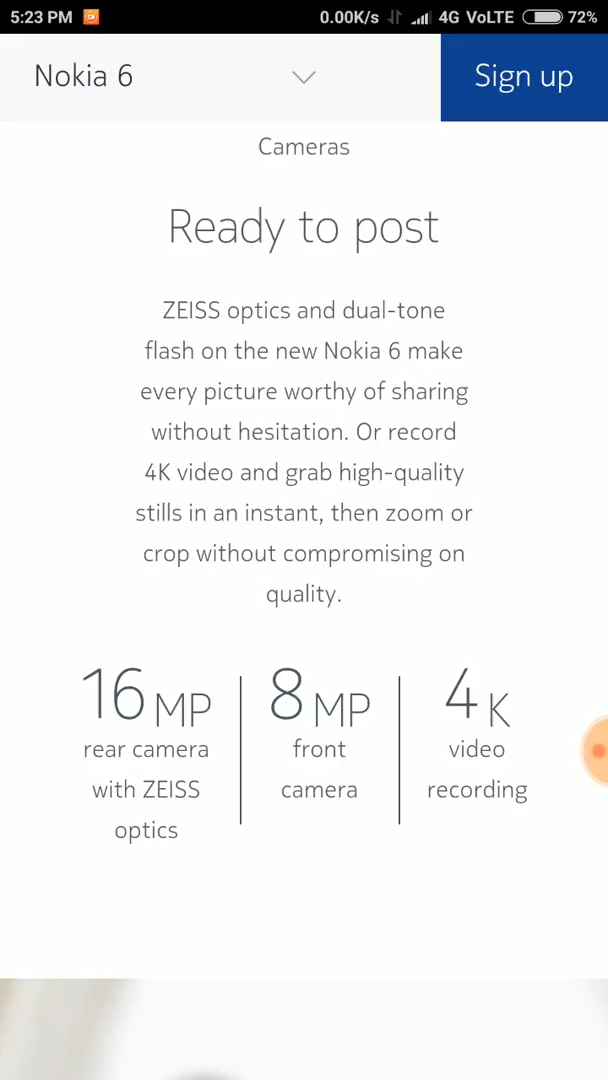 5:23 PM 0.00K/s 4G VoLTE 72%
Nokia 6 Sign up
Cameras
Ready to post
ZEISS optics and dual-tone
flash on the new Nokia 6 make
every picture worthy of sharing
without hesitation. Or record
4K video and grab high-quality
stills in an instant, then zoom or
crop without compromising on
quality.
16 MP 8 MP 4 K
rear camera front video
with ZEISS camera recording
optics